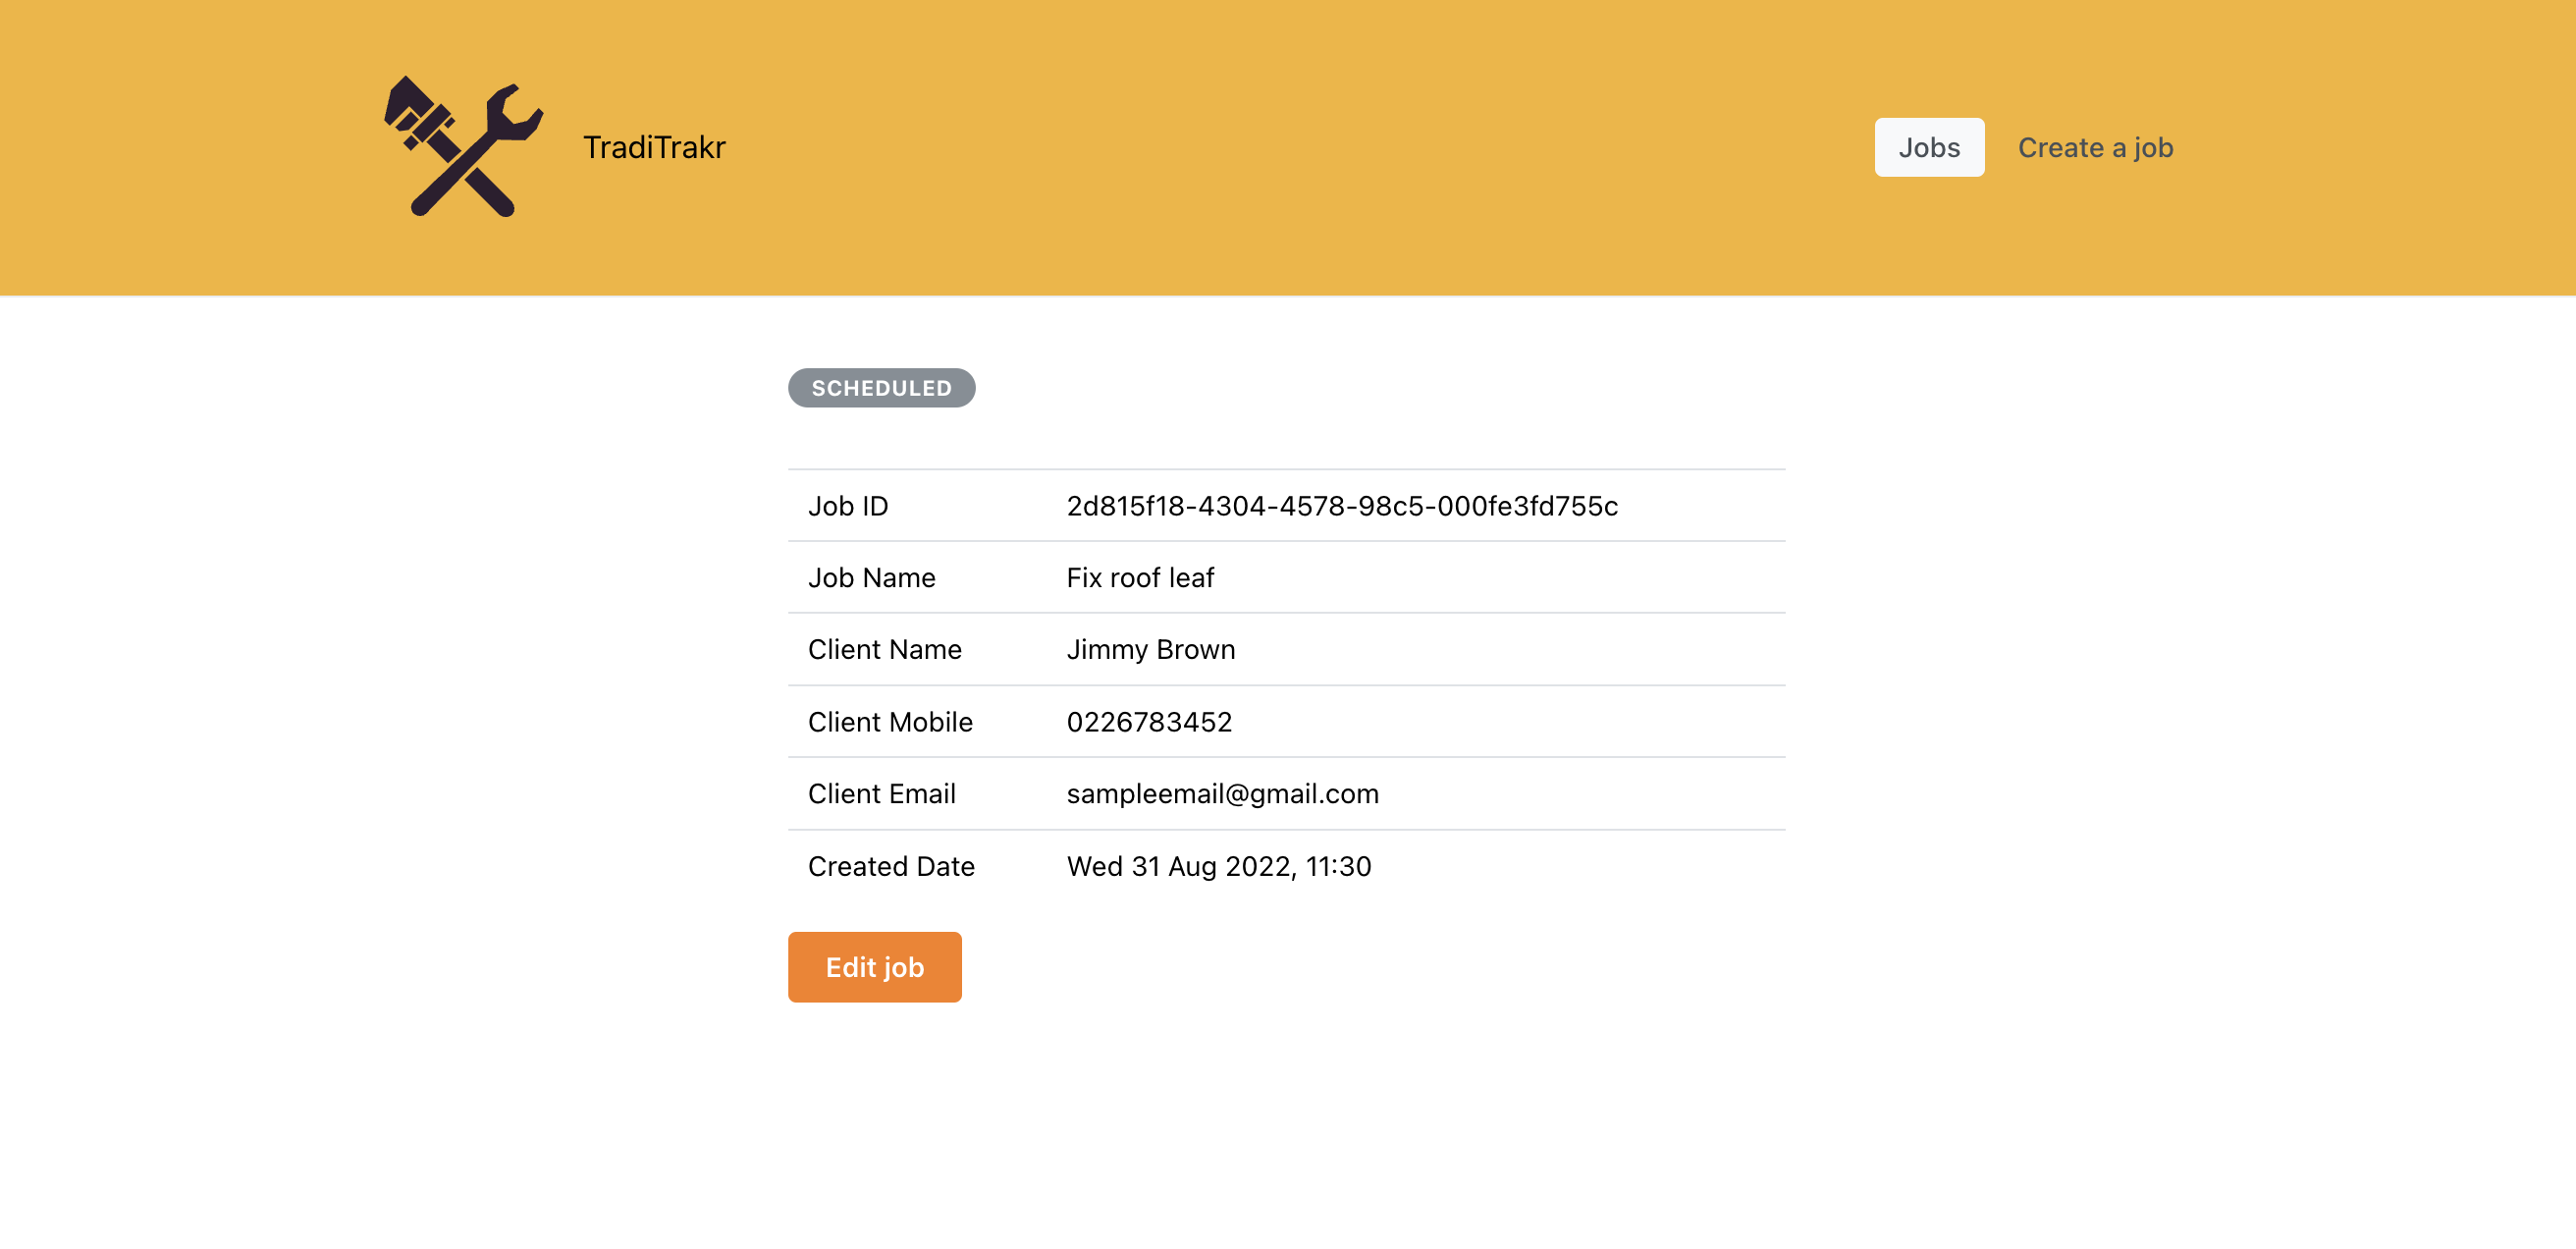 TradiTrakr
Jobs
Create a job
SCHEDULED
Job ID 2d815f18-4304-4578-98c5-000fe3fd755c
Job Name Fix roof leaf
Client Name Jimmy Brown
Client Mobile 0226783452
Client Email sampleemail@gmail.com
Created Date Wed 31 Aug 2022, 11:30
Edit job